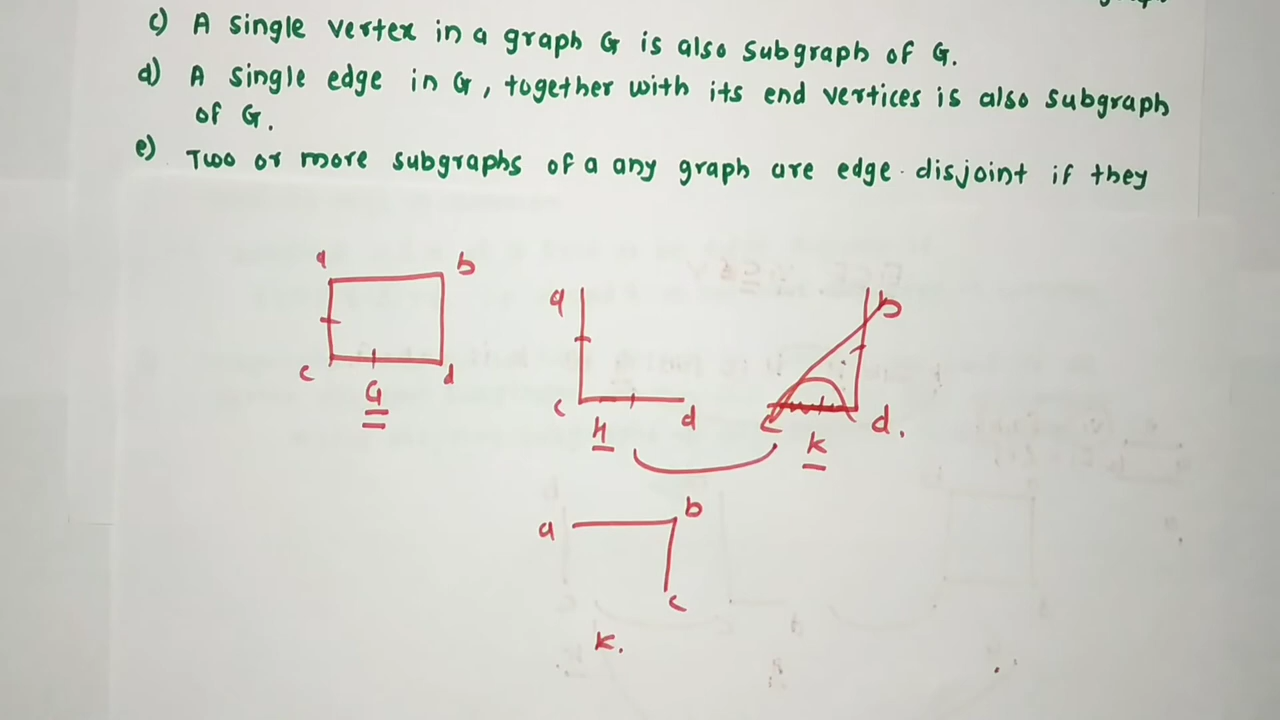 c) A single vertex in a graph G is also subgraph of G.
d) A single edge in G, together with its end vertices is also subgraph
of G.
e) Two or more subgraphs of a any graph are edge-disjoint if they
a b
a b
c d
G
c d
H
c d.
K
a b
c
K.